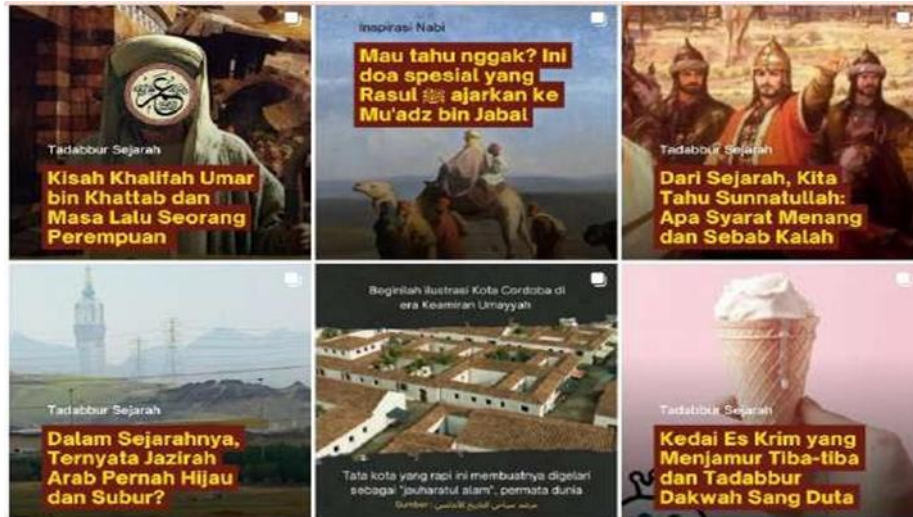 Tadabbur Sejarah
Kisah Khalifah Umar
bin Khattab dan
Masa Lalu Seorang
Perempuan
Inspirasi Nabi
Mau tahu nggak? Ini
doa spesial yang
Rasul ﷺ ajarkan ke
Mu'adz bin Jabal
Tadabbur Sejarah
Dari Sejarah, Kita
Tahu Sunnatullah:
Apa Syarat Menang
dan Sebab Kalah
Tadabbur Sejarah
Dalam Sejarahnya,
Ternyata Jazirah
Arab Pernah Hijau
dan Subur?
Beginilah ilustrasi Kota Cordoba di
era Keamiran Umayyah
Tata kota yang rapi ini membuatnya digelari
sebagai "jauharatul alam", permata dunia
Sumber :
Tadabbur Sejarah
Kedai Es Krim yang
Menjamur Tiba-tiba
dan Tadabbur
Dakwah Sang Duta